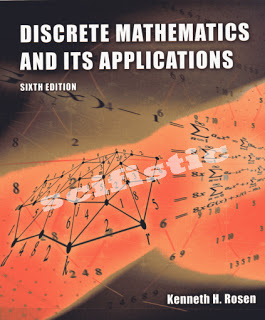 DISCRETE MATHEMATICS
AND ITS APPLICATIONS
SIXTH EDITION
scifistic
Kenneth H. Rosen